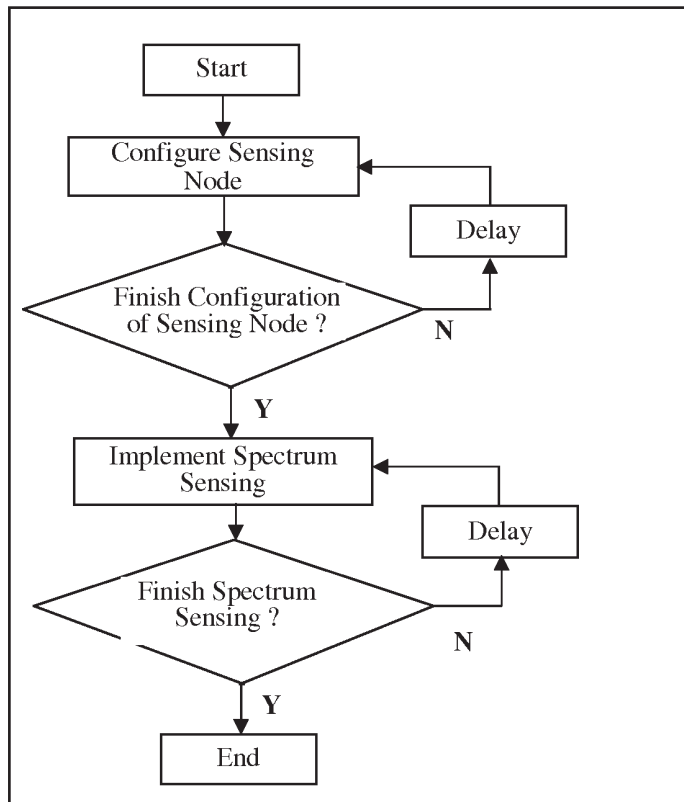 Start
Configure Sensing
Node
Delay
Finish Configuration
of Sensing Node ?
N
Y
Implement Spectrum
Sensing
Delay
Finish Spectrum
Sensing ?
N
Y
End